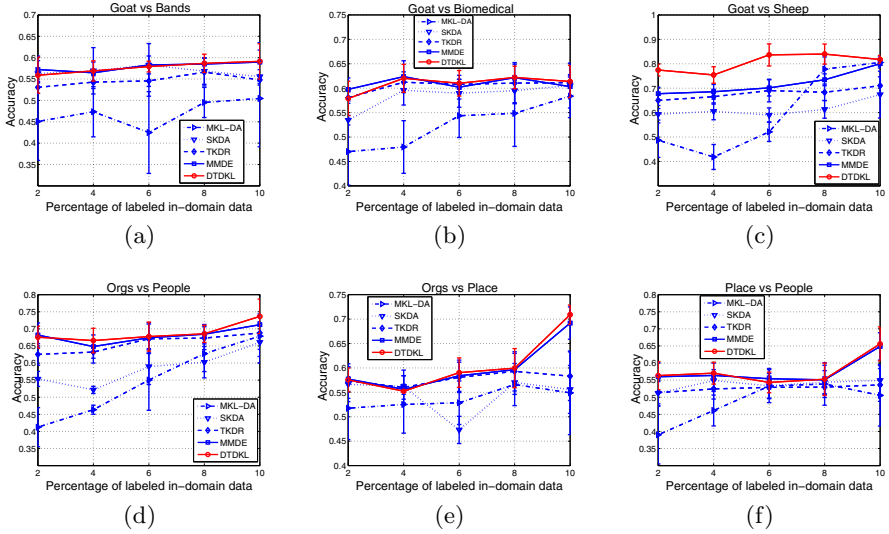 Goat vs Bands
0.65
0.6
0.55
0.5
0.45
0.4
0.35
Accuracy
MKL-DA
SKDA
TKDR
MMDE
DTDKL
2 4 6 8 10
Percentage of labeled in-domain data
(a)
Goat vs Biomedical
0.75
0.7
0.65
0.6
0.55
0.5
0.45
0.4
Accuracy
MKL-DA
SKDA
TKDR
MMDE
DTDKL
2 4 6 8 10
Percentage of labeled in-domain data
(b)
Goat vs Sheep
1
0.9
0.8
0.7
0.6
0.5
0.4
Accuracy
MKL-DA
SKDA
TKDR
MMDE
DTDKL
2 4 6 8 10
Percentage of labeled in-domain data
(c)
Orgs vs People
0.8
0.75
0.7
0.65
0.6
0.55
0.5
0.45
0.4
0.35
Accuracy
MKL-DA
SKDA
TKDR
MMDE
DTDKL
2 4 6 8 10
Percentage of labeled in-domain data
(d)
Orgs vs Place
0.75
0.7
0.65
0.6
0.55
0.5
0.45
0.4
Accuracy
MKL-DA
SKDA
TKDR
MMDE
DTDKL
2 4 6 8 10
Percentage of labeled in-domain data
(e)
Place vs People
0.8
0.75
0.7
0.65
0.6
0.55
0.5
0.45
0.4
0.35
Accuracy
MKL-DA
SKDA
TKDR
MMDE
DTDKL
2 4 6 8 10
Percentage of labeled in-domain data
(f)